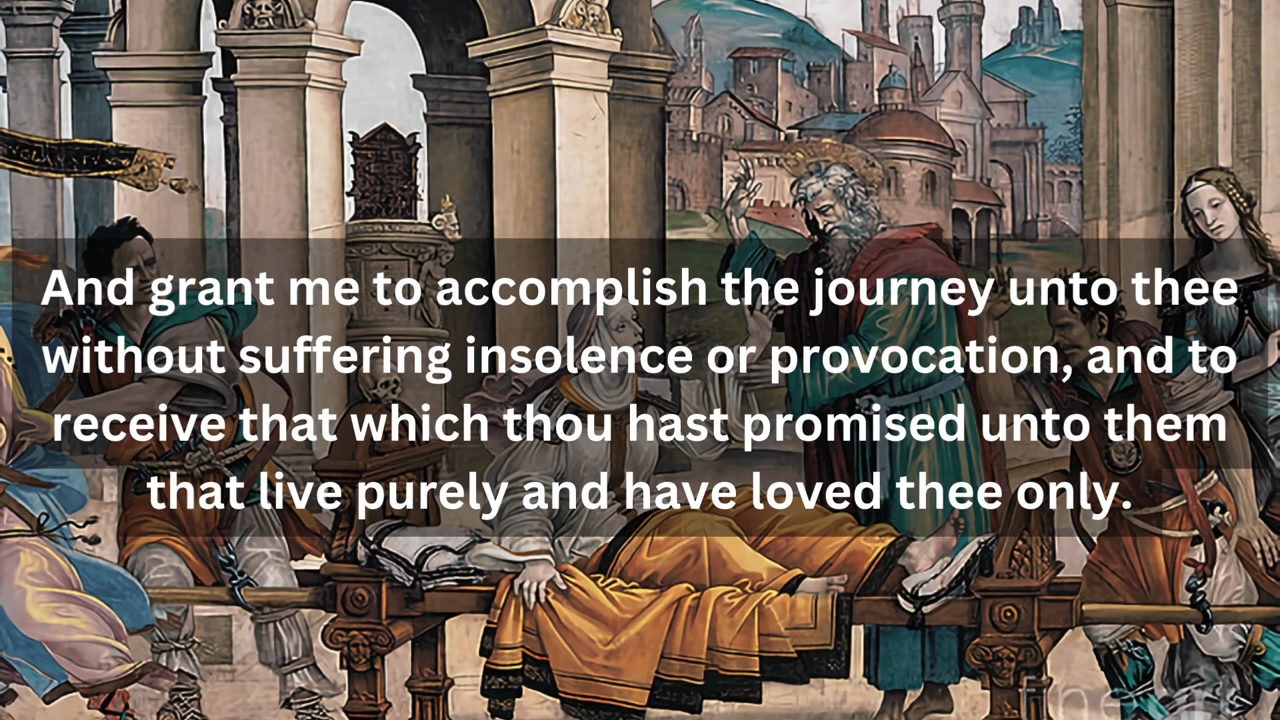 And grant me to accomplish the journey unto thee
without suffering insolence or provocation, and to
receive that which thou hast promised unto them
that live purely and have loved thee only.